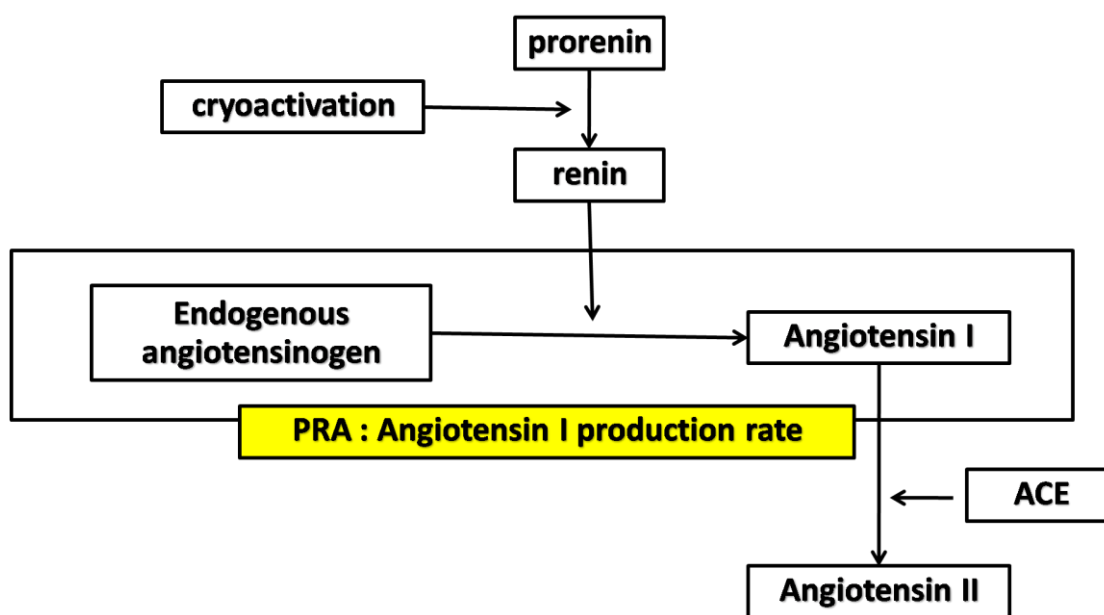 prorenin
cryoactivation
renin
Endogenous
angiotensinogen
Angiotensin I
PRA : Angiotensin I production rate
ACE
Angiotensin II